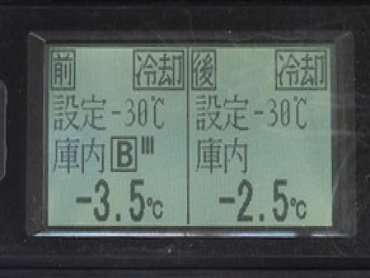 前 冷却
設定-30℃
庫内 B III
-3.5℃
後 冷却
設定-30℃
庫内
-2.5℃